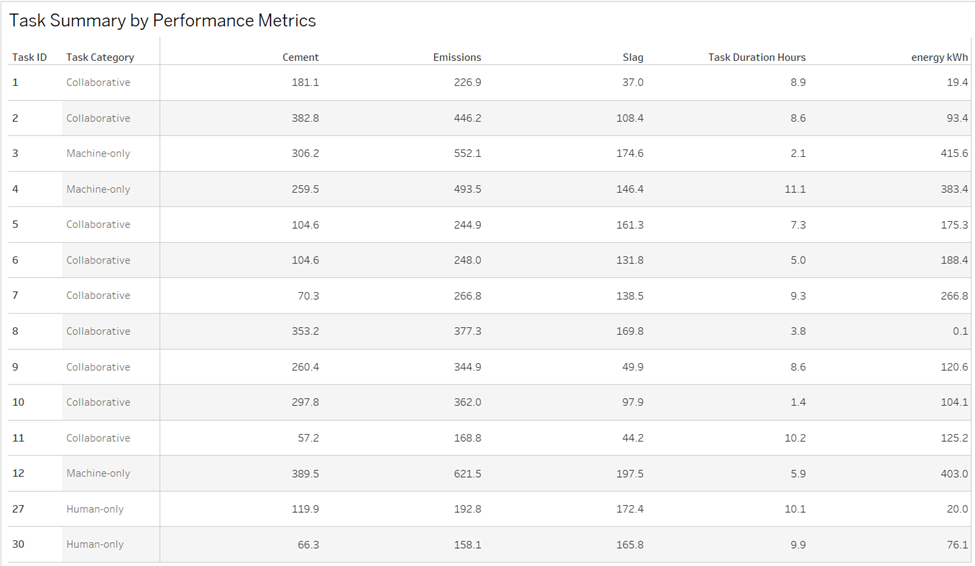 Task Summary by Performance Metrics
Task ID Task Category Cement Emissions Slag Task Duration Hours energy kWh
1 Collaborative 181.1 226.9 37.0 8.9 19.4
2 Collaborative 382.8 446.2 108.4 8.6 93.4
3 Machine-only 306.2 552.1 174.6 2.1 415.6
4 Machine-only 259.5 493.5 146.4 11.1 383.4
5 Collaborative 104.6 244.9 161.3 7.3 175.3
6 Collaborative 104.6 248.0 131.8 5.0 188.4
7 Collaborative 70.3 266.8 138.5 9.3 266.8
8 Collaborative 353.2 377.3 169.8 3.8 0.1
9 Collaborative 260.4 344.9 49.9 8.6 120.6
10 Collaborative 297.8 362.0 97.9 1.4 104.1
11 Collaborative 57.2 168.8 44.2 10.2 125.2
12 Machine-only 389.5 621.5 197.5 5.9 403.0
27 Human-only 119.9 192.8 172.4 10.1 20.0
30 Human-only 66.3 158.1 165.8 9.9 76.1